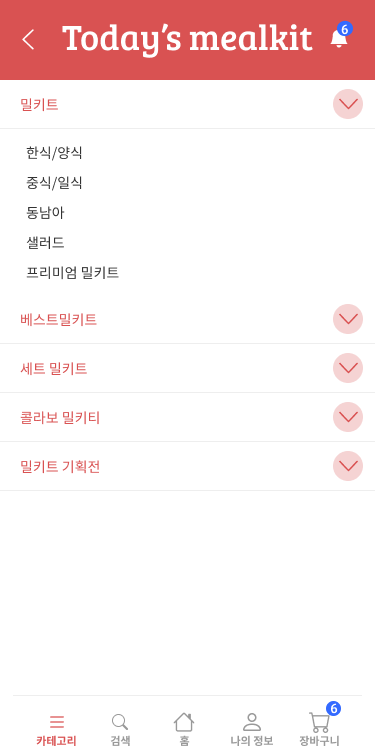 Today's mealkit
6
밀키트
한식/양식
중식/일식
동남아
샐러드
프리미엄 밀키트
베스트밀키트
세트 밀키트
콜라보 밀키티
밀키트 기획전
6
카테고리 검색 홈 나의 정보 장바구니